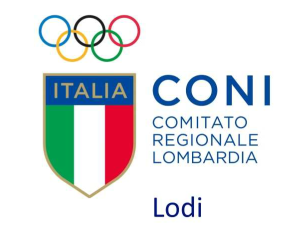 ITALIA
CONI
COMITATO
REGIONALE
LOMBARDIA
Lodi